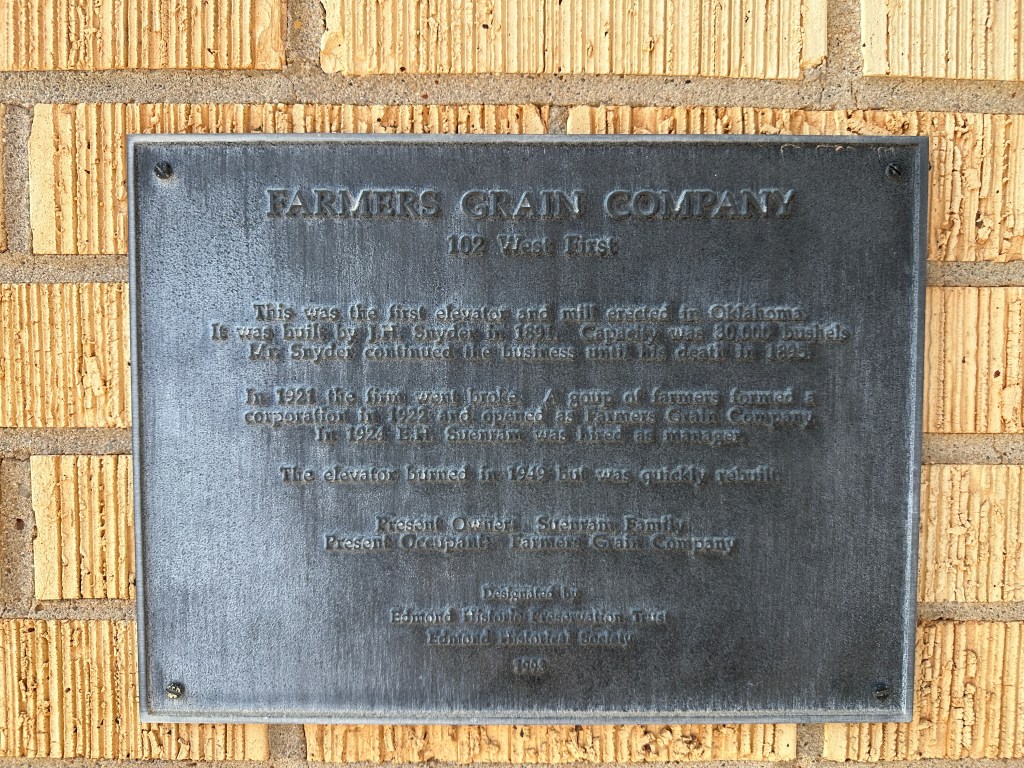 FARMERS GRAIN COMPANY
102 West First
This was the first elevator and mill erected in Oklahoma.
It was built by J.H. Snyder in 1891. Capacity was 80,000 bushels
Mr. Snyder continued the business until his death in 1895.
In 1921 the firm went broke. A goup of farmers formed a
corporation in 1922 and opened as Farmers Grain Company.
In 1924 E.H. Suenram was hired as manager.
The elevator burned in 1949 but was quickly rebuilt.
Present Owner: Suenram Family
Present Occupant: Farmers Grain Company
Designated by
Edmond Historic Preservation Trust
Edmond Historical Society